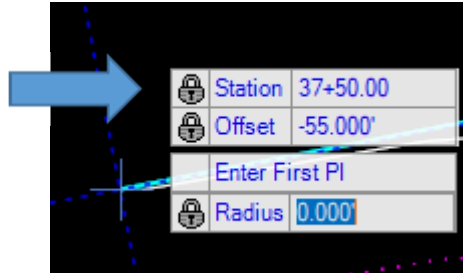 Station 37+50.00
Offset -55.000'
Enter First PI
Radius 0.000'